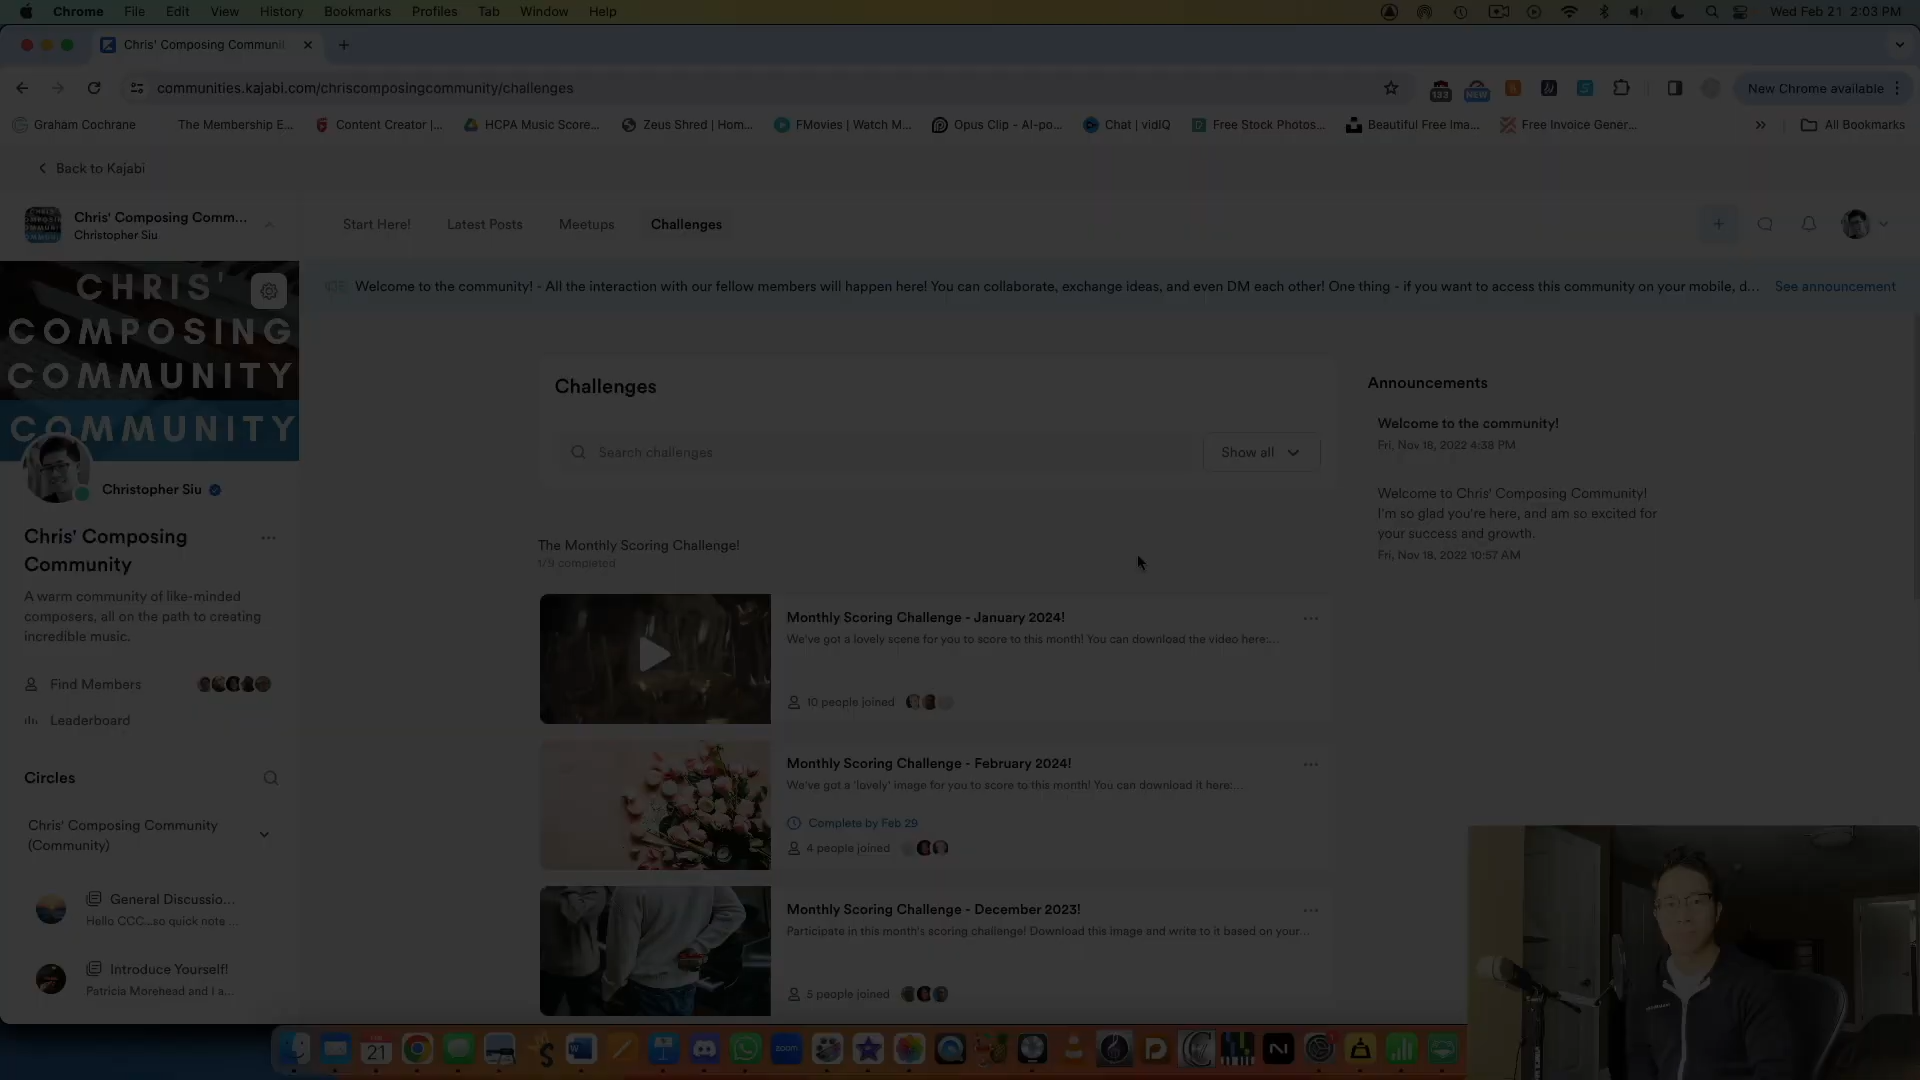 Chrome File Edit View History Bookmarks Profiles Tab Window Help
Wed Feb 21 2:03 PM
Chris' Composing Communit
communities.kajabi.com/chriscomposingcommunity/challenges
133
NEW
New Chrome available
Graham Cochrane
The Membership E...
Content Creator |...
HCPA Music Score...
Zeus Shred | Hom...
FMovies | Watch M...
Opus Clip - AI-po...
Chat | vidIQ
Free Stock Photos...
Beautiful Free Ima...
Free Invoice Gener...
All Bookmarks
Back to Kajabi
Chris' Composing Comm...
Christopher Siu
Start Here!
Latest Posts
Meetups
Challenges
CHRIS'
COMPOSING
COMMUNITY
COMMUNITY
Welcome to the community! - All the interaction with our fellow members will happen here! You can collaborate, exchange ideas, and even DM each other! One thing - if you want to access this community on your mobile, d...
See announcement
Christopher Siu
Chris' Composing
Community
A warm community of like-minded
composers, all on the path to creating
incredible music.
Find Members
Leaderboard
Circles
Chris' Composing Community
(Community)
General Discussio...
Hello CCC...so quick note ...
Introduce Yourself!
Patricia Morehead and I a...
Challenges
Search challenges
Show all
The Monthly Scoring Challenge!
1/9 completed
Monthly Scoring Challenge - January 2024!
We've got a lovely scene for you to score to this month! You can download the video here:...
10 people joined
Monthly Scoring Challenge - February 2024!
We've got a 'lovely' image for you to score to this month! You can download it here:...
Complete by Feb 29
4 people joined
Monthly Scoring Challenge - December 2023!
Participate in this month's scoring challenge! Download this image and write to it based on your...
5 people joined
Announcements
Welcome to the community!
Fri, Nov 18, 2022 4:38 PM
Welcome to Chris' Composing Community!
I'm so glad you're here, and am so excited for
your success and growth.
Fri, Nov 18, 2022 10:57 AM
21
zoom